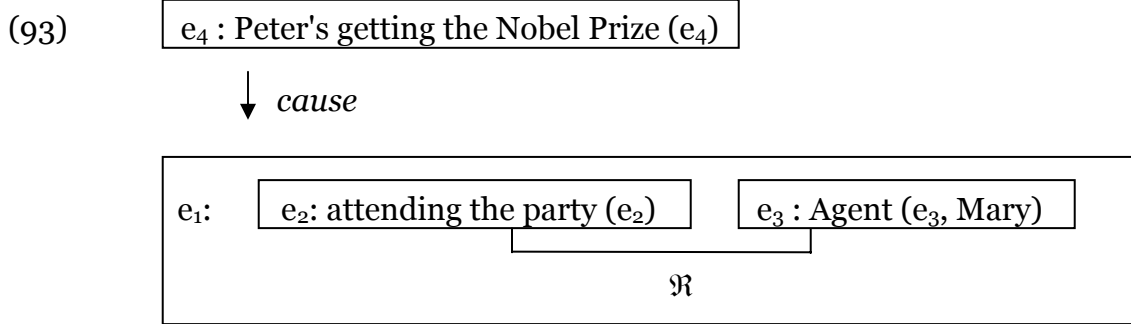 (93) e₄ : Peter's getting the Nobel Prize (e₄)
cause
e₁: e₂: attending the party (e₂) e₃ : Agent (e₃, Mary)
ℜ